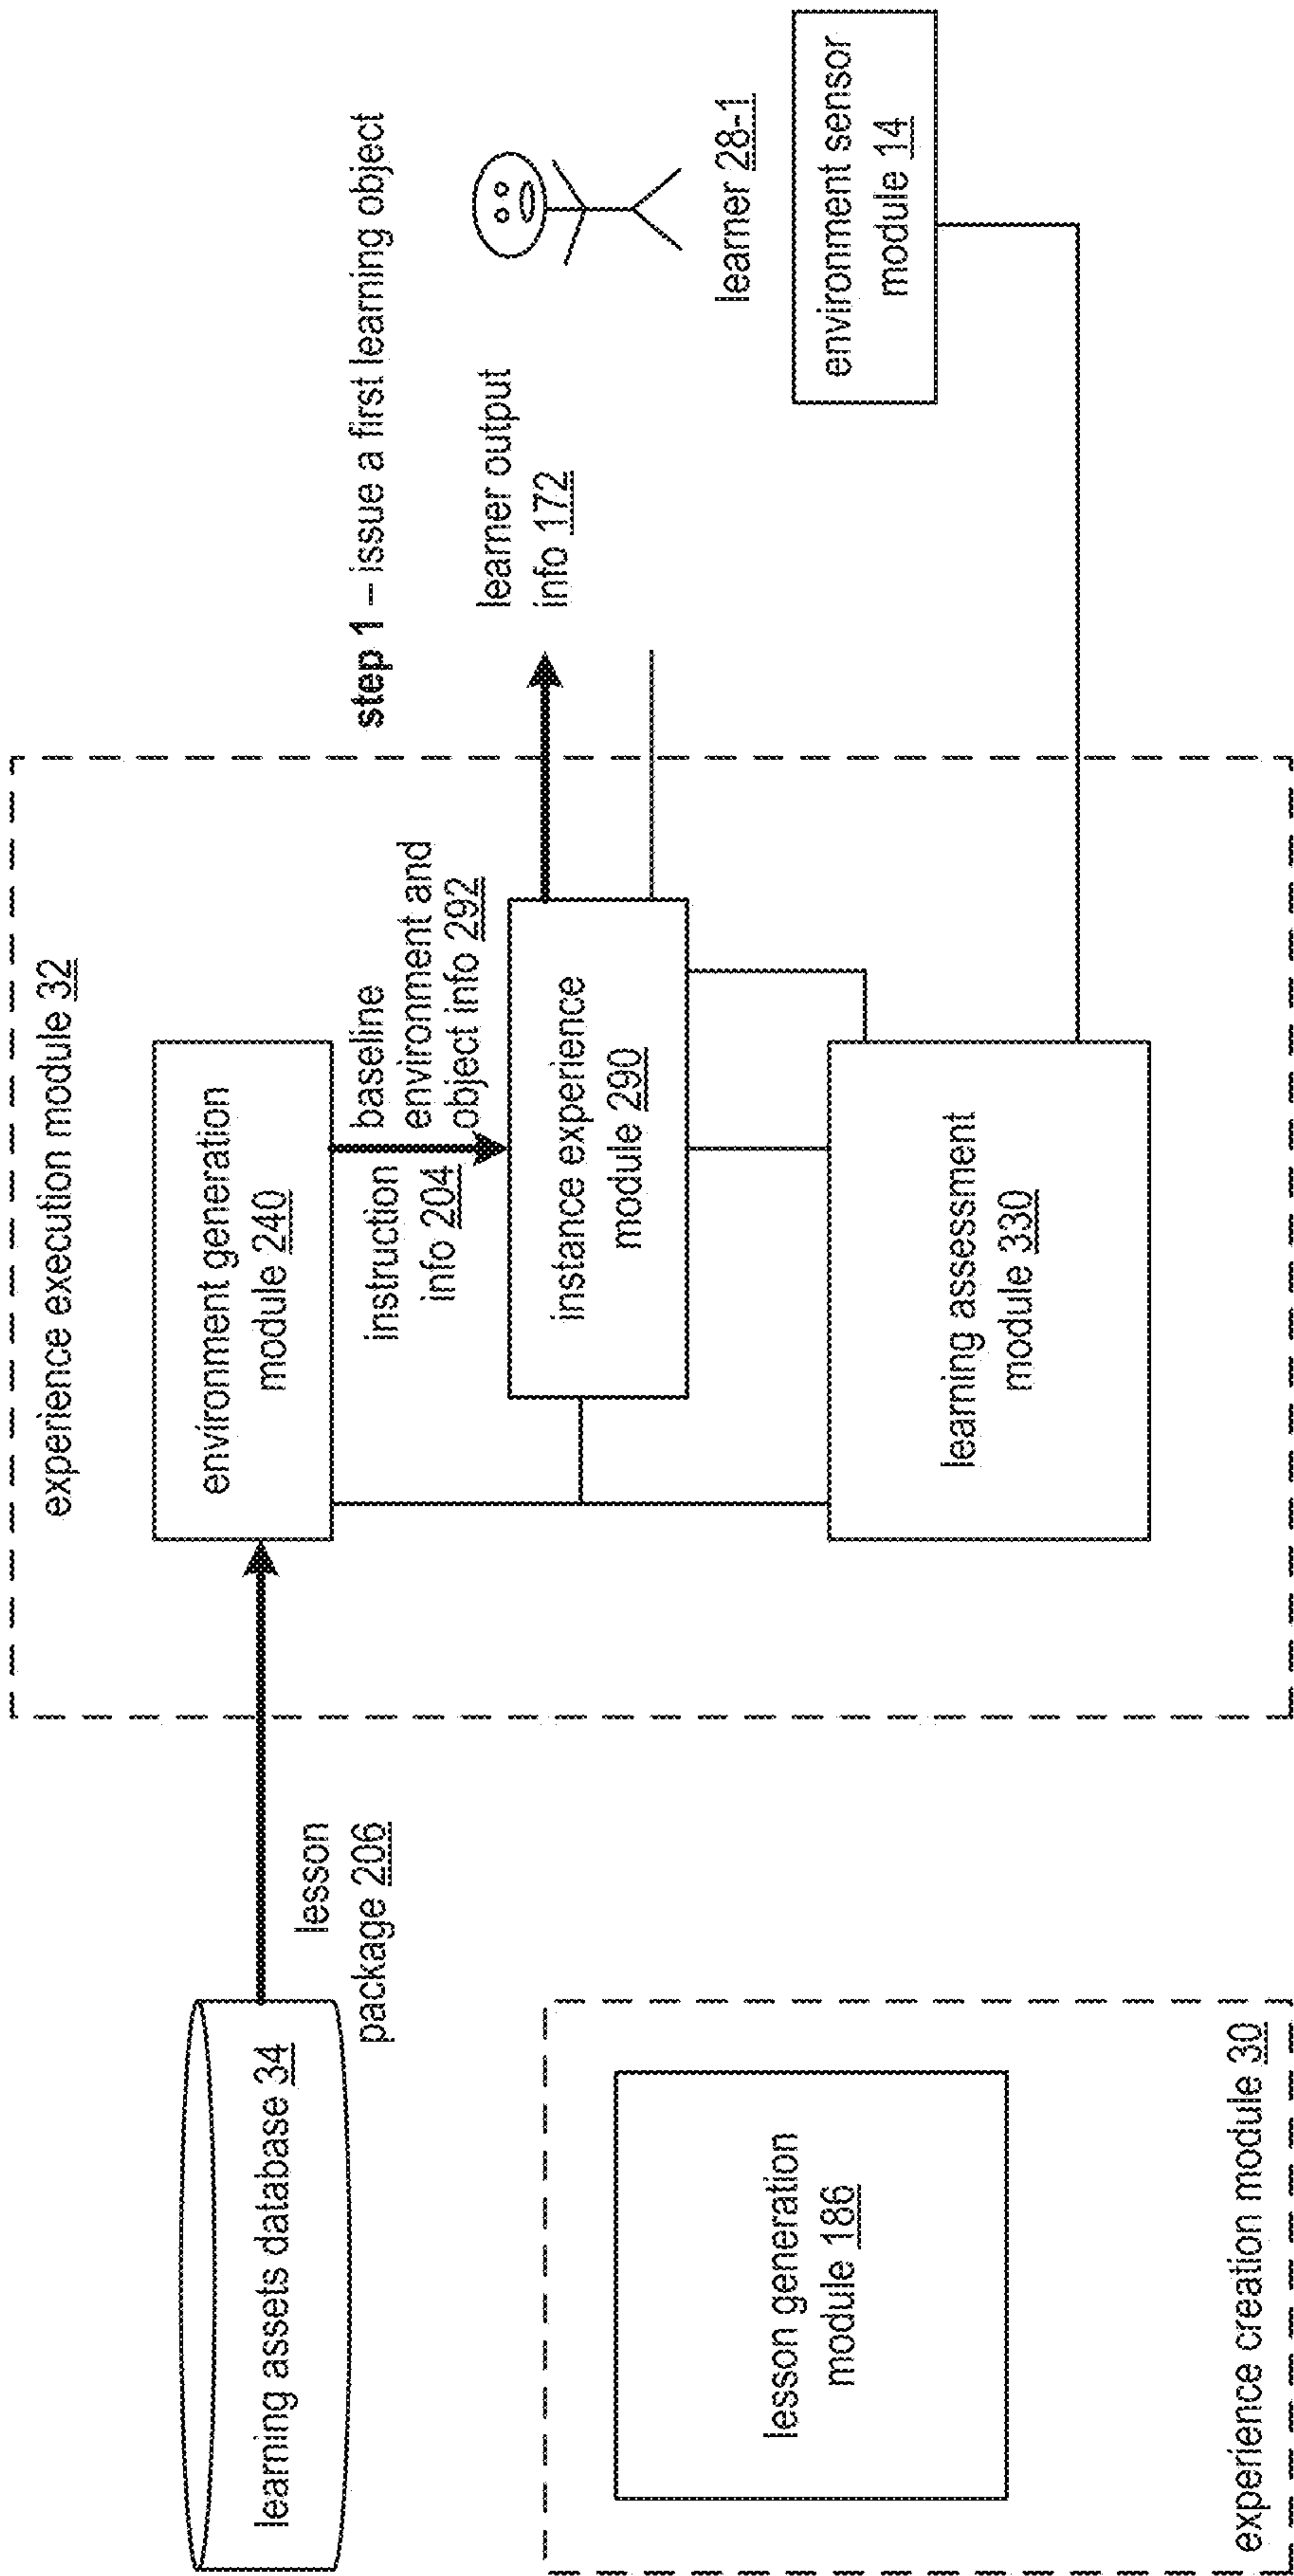 experience execution module 32
environment generation
module 240
learning assets database 34
lesson
package 206
step 1 – issue a first learning object
instruction
info 204
baseline
environment and
object info 292
learner output
info 172
instance experience
module 290
learner 28-1
lesson generation
module 186
environment sensor
module 14
learning assessment
module 330
experience creation module 30